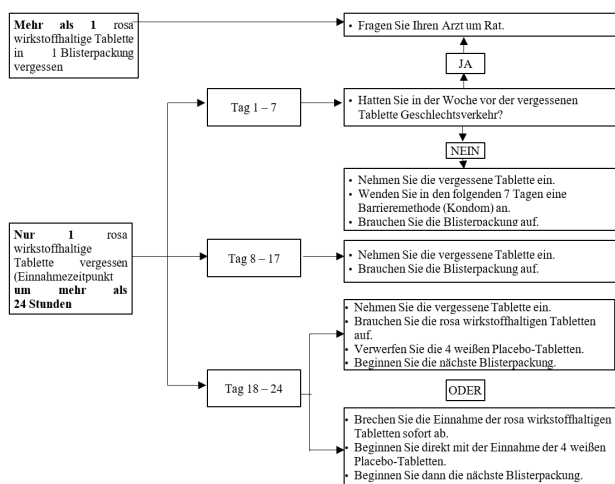 Mehr als 1 rosa
wirkstoffhaltige Tablette
in 1 Blisterpackung
vergessen
• Fragen Sie Ihren Arzt um Rat.
JA
Tag 1 – 7
• Hatten Sie in der Woche vor der vergessenen
Tablette Geschlechtsverkehr?
NEIN
• Nehmen Sie die vergessene Tablette ein.
• Wenden Sie in den folgenden 7 Tagen eine
Barrieremethode (Kondom) an.
• Brauchen Sie die Blisterpackung auf.
Nur 1 rosa
wirkstoffhaltige
Tablette vergessen
(Einnahmezeitpunkt
um mehr als
24 Stunden
Tag 8 – 17
• Nehmen Sie die vergessene Tablette ein.
• Brauchen Sie die Blisterpackung auf.
Tag 18 – 24
• Nehmen Sie die vergessene Tablette ein.
• Brauchen Sie die rosa wirkstoffhaltigen Tabletten
auf.
• Verwerfen Sie die 4 weißen Placebo-Tabletten.
• Beginnen Sie die nächste Blisterpackung.
ODER
• Brechen Sie die Einnahme der rosa wirkstoffhaltigen
Tabletten sofort ab.
• Beginnen Sie direkt mit der Einnahme der 4 weißen
Placebo-Tabletten.
• Beginnen Sie dann die nächste Blisterpackung.